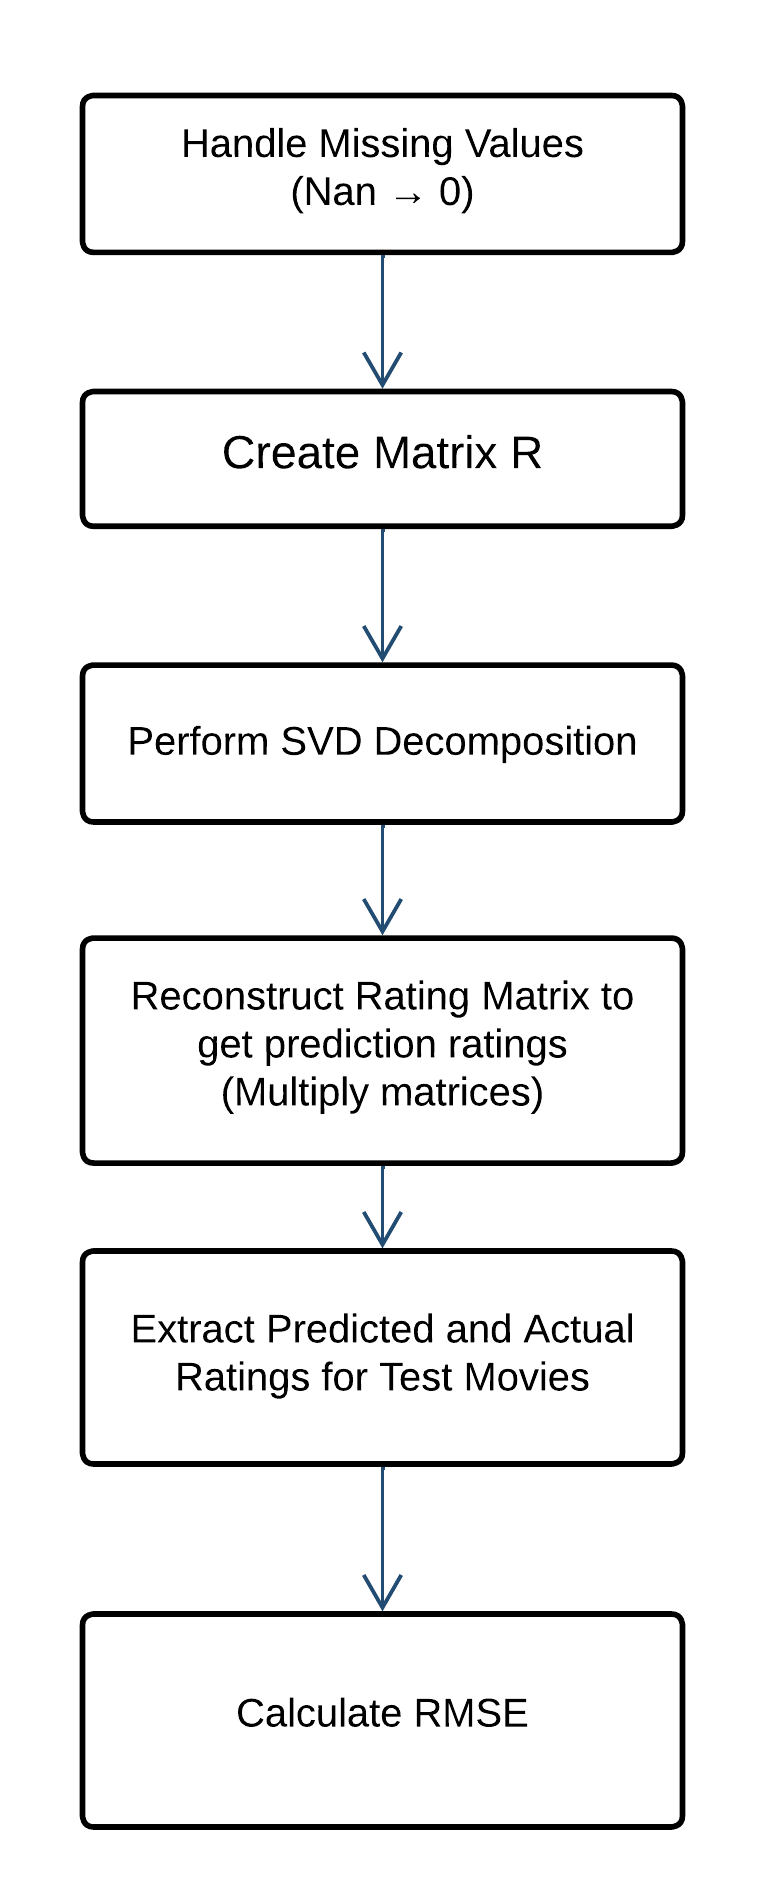 Handle Missing Values
(Nan → 0)
Create Matrix R
Perform SVD Decomposition
Reconstruct Rating Matrix to
get prediction ratings
(Multiply matrices)
Extract Predicted and Actual
Ratings for Test Movies
Calculate RMSE